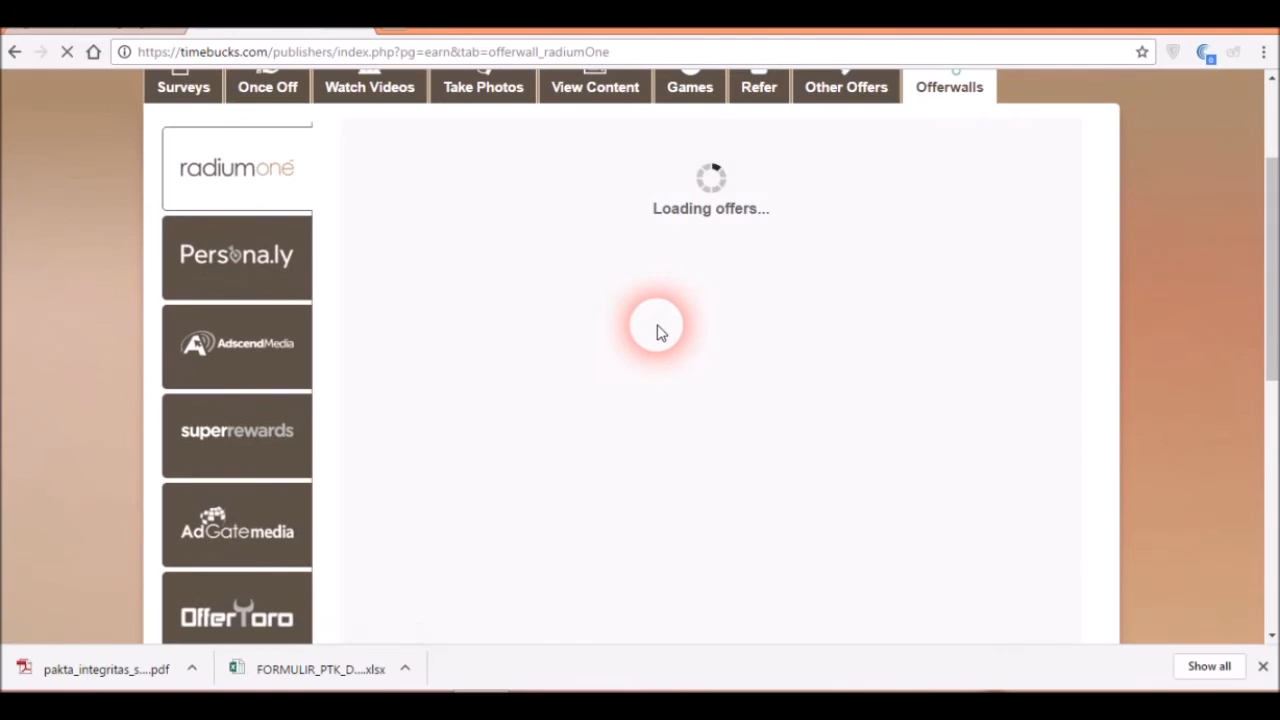 https://timebucks.com/publishers/index.php?pg=earn&tab=offerwall_radiumOne
Surveys
Once Off
Watch Videos
Take Photos
View Content
Games
Refer
Other Offers
Offerwalls
radiumone
Loading offers...
Persona.ly
AdscendMedia
superrewards
AdGatemedia
OfferToro
pakta_integritas_s....pdf
FORMULIR_PTK_D....xlsx
Show all